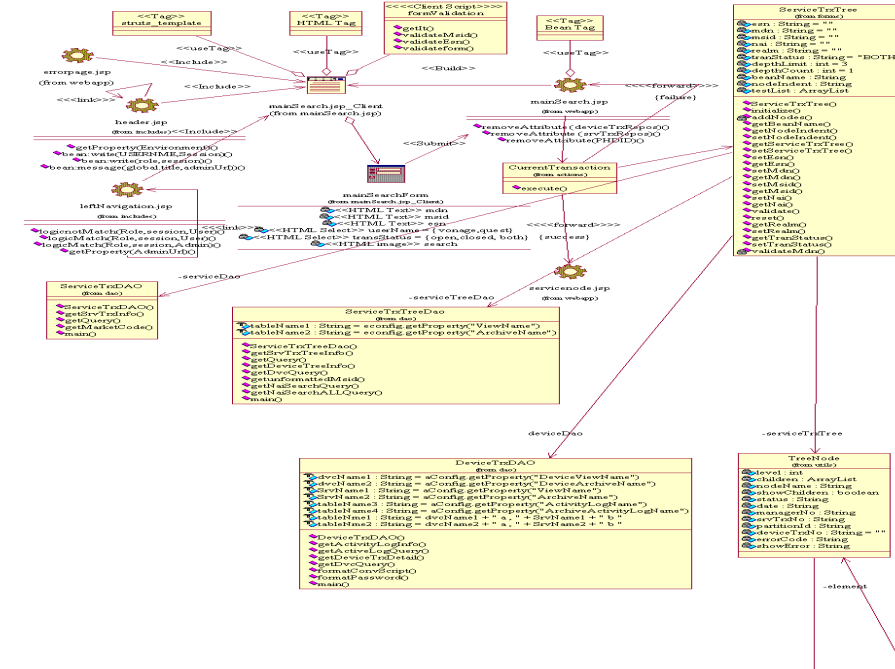 <<Tag>>
struts_template
<<Tag>>
HTML Tag
<<<<Client Script>>>>
formValidation
getIt()
validateMsid()
validateEsn()
validateform()
<<Tag>>
Bean Tag
<<useTag>>
<<useTag>>
<<useTag>>
<<Include>>
<<Build>>
errorpage.jsp
(from webapp)
<<Include>>
<<link>>
header.jsp
(from includes)
<<Include>>
mainSearch.jsp_Client
(from mainSearch.jsp)
mainSearch.jsp
(from webapp)
<<forward>>
{failure}
removeAttribute (deviceTrxRepos)()
removeAttribute (srvTrxRepos)()
removeAttribute(PHDID)()
getProperty(Environment)()
bean:write(USERNME,Session)()
bean:write(role,session)()
bean:message(global.title,adminUrl))()
<<Submit>>
CurrentTransaction
(from actions)
execute()
leftNavigation.jsp
(from includes)
mainSearchForm
(from mainSearch.jsp_Client)
<<HTML Text>> mdn
<<HTML Text>> msid
<<HTML Text>> esn
<<HTML Select>> userName = {vonage,quest}
<<HTML Select>> transStatus = {open,closed, both}
<<HTML image>> search
<<link>>
logicnotMatch(Role,session,User)()
logicMatch(Role,session,User)()
logicMatch(Role,session,Admin)()
getProperty(AdminUrl)()
<<forward>>
{success}
servicenode.jsp
(from webapp)
-serviceDao
-serviceTreeDao
ServiceTrxDAO
(from dao)
ServiceTrxDAO()
getSrvTrxInfo()
getQuery()
getMarketCode()
main()
ServiceTrxTreeDao
(from dao)
tableName1 : String = econfig.getProperty("ViewName")
tableName2 : String = econfig.getProperty("ArchiveName")
ServiceTrxTreeDao()
getSrvTrxTreeInfo()
getQuery()
getDeviceTreeInfo()
getDvcQuery()
getunformattedMsid()
getNaiSearchQuery()
getNaiSearchALLQuery()
main()
ServiceTrxTree
(from forms)
esn : String = ""
mdn : String = ""
msid : String = ""
nai : String = ""
realm : String = ""
tranStatus : String = "BOTH
depthLimit : int = 3
depthCount : int = 1
beanName : String
nodeIndent : String
testList : ArrayList
ServiceTrxTree()
initialize()
addNodes()
getBeanName()
getNodeIndent()
setNodeIndent()
getServiceTrxTree()
setServiceTrxTree()
setEsn()
getEsn()
setMdn()
getMdn()
setMsid()
getMsid()
setNai()
getNai()
validate()
reset()
getRealm()
setRealm()
getTranStatus()
setTranStatus()
validateMdn()
deviceDao
-serviceTrxTree
DeviceTrxDAO
(from dao)
dvcName1 : String = aConfig.getProperty("DeviceViewName")
dvcName2 : String = aConfig.getProperty("DeviceArchiveName")
SrvName1 : String = aConfig.getProperty("ViewName")
SrvName2 : String = aConfig.getProperty("ArchiveName")
tableName3 : String = aConfig.getProperty("ActivityLogName")
tableName4 : String = aConfig.getProperty("ArchiveActivityLogName")
tableNme1 : String = dvcName1 + " a, " + SrvName1 + " b "
tableNme2 : String = dvcName2 + " a, " + SrvName2 + " b "
DeviceTrxDAO()
getActivityLogInfo()
getActiveLogQuery()
getDeviceTrxDetail()
getDvcQuery()
formatConvScript()
formatPassword()
main()
TreeNode
(from utils)
level : int
children : ArrayList
nodeName : String
showChildren : boolean
status : String
date : String
managerNo : String
srvTrxNo : String
partitionId : String
deviceTrxNo : String = ""
errorCode : String
showError : String
-element